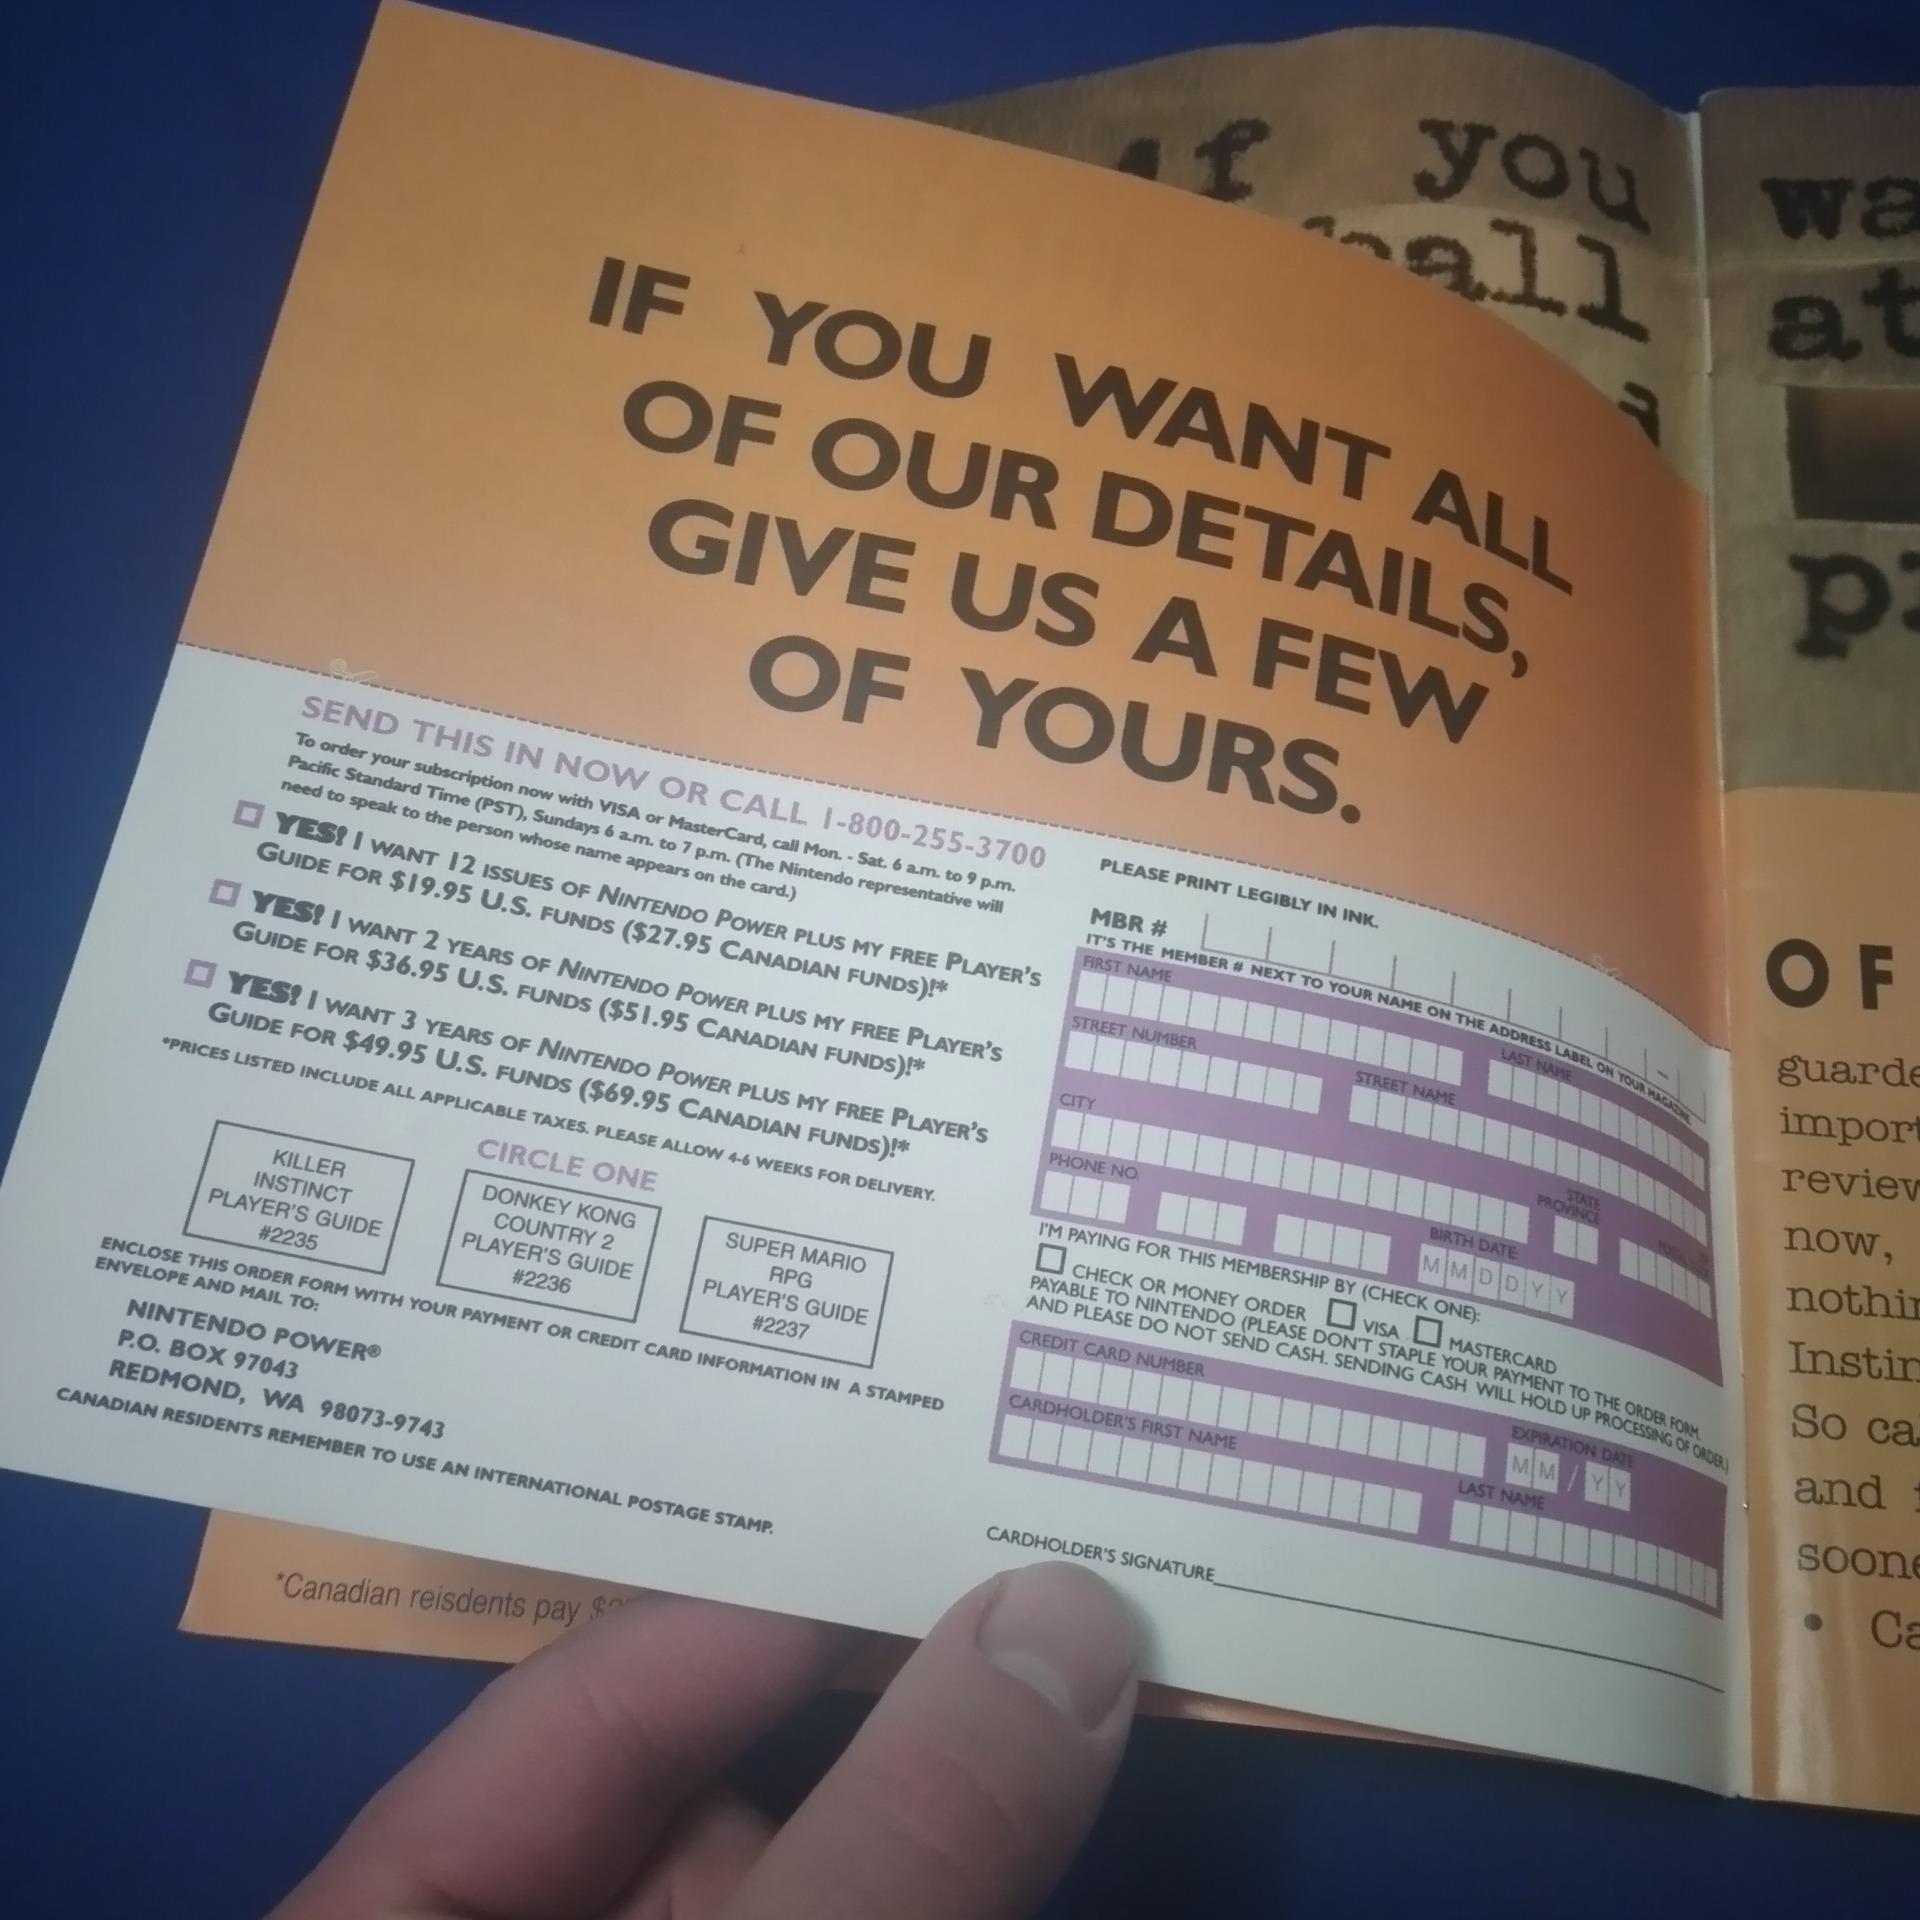 IF YOU WANT ALL
OF OUR DETAILS,
GIVE US A FEW
OF YOURS.
SEND THIS IN NOW OR CALL 1-800-255-3700
To order your subscription now with VISA or MasterCard, call Mon. - Sat. 6 a.m. to 9 p.m.
Pacific Standard Time (PST), Sundays 6 a.m. to 7 p.m. (The Nintendo representative will
need to speak to the person whose name appears on the card.)
YES! I WANT 12 ISSUES OF NINTENDO POWER PLUS MY FREE PLAYER'S
GUIDE FOR $19.95 U.S. FUNDS ($27.95 CANADIAN FUNDS)!*
YES! I WANT 2 YEARS OF NINTENDO POWER PLUS MY FREE PLAYER'S
GUIDE FOR $36.95 U.S. FUNDS ($51.95 CANADIAN FUNDS)!*
YES! I WANT 3 YEARS OF NINTENDO POWER PLUS MY FREE PLAYER'S
GUIDE FOR $49.95 U.S. FUNDS ($69.95 CANADIAN FUNDS)!*
*PRICES LISTED INCLUDE ALL APPLICABLE TAXES. PLEASE ALLOW 4-6 WEEKS FOR DELIVERY.
CIRCLE ONE
KILLER
INSTINCT
PLAYER'S GUIDE
#2235
DONKEY KONG
COUNTRY 2
PLAYER'S GUIDE
#2236
SUPER MARIO
RPG
PLAYER'S GUIDE
#2237
ENCLOSE THIS ORDER FORM WITH YOUR PAYMENT OR CREDIT CARD INFORMATION IN A STAMPED
ENVELOPE AND MAIL TO:
NINTENDO POWER®
P.O. BOX 97043
REDMOND, WA 98073-9743
CANADIAN RESIDENTS REMEMBER TO USE AN INTERNATIONAL POSTAGE STAMP.
PLEASE PRINT LEGIBLY IN INK.
MBR #
IT'S THE MEMBER # NEXT TO YOUR NAME ON THE ADDRESS LABEL ON YOUR MAGAZINE
FIRST NAME
LAST NAME
STREET NUMBER
STREET NAME
CITY
STATE
PROVINCE
PHONE NO.
BIRTH DATE
M M D D Y Y
I'M PAYING FOR THIS MEMBERSHIP BY (CHECK ONE):
CHECK OR MONEY ORDER VISA MASTERCARD
PAYABLE TO NINTENDO (PLEASE DON'T STAPLE YOUR PAYMENT TO THE ORDER FORM,
AND PLEASE DO NOT SEND CASH. SENDING CASH WILL HOLD UP PROCESSING OF ORDER.)
CREDIT CARD NUMBER
EXPIRATION DATE
M M / Y Y
CARDHOLDER'S FIRST NAME
LAST NAME
CARDHOLDER'S SIGNATURE
*Canadian reisdents pay
If you wa
all at
a
OF
guarde
import
review
now,
nothin
Instin
So ca
and
soone
• Ca